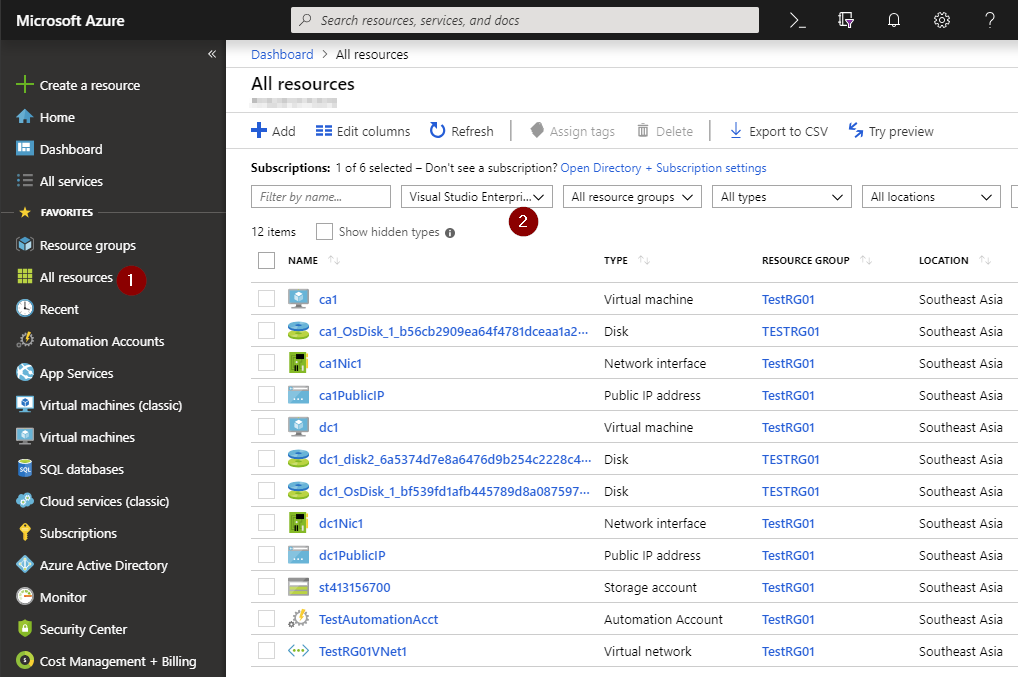 Microsoft Azure
Search resources, services, and docs
«
Create a resource
Home
Dashboard
All services
FAVORITES
Resource groups
All resources 1
Recent
Automation Accounts
App Services
Virtual machines (classic)
Virtual machines
SQL databases
Cloud services (classic)
Subscriptions
Azure Active Directory
Monitor
Security Center
Cost Management + Billing
Dashboard > All resources
All resources
Add Edit columns Refresh Assign tags Delete Export to CSV Try preview
Subscriptions: 1 of 6 selected – Don't see a subscription? Open Directory + Subscription settings
Filter by name... Visual Studio Enterpri... All resource groups All types All locations
2
12 items Show hidden types
NAME TYPE RESOURCE GROUP LOCATION
ca1 Virtual machine TestRG01 Southeast Asia
ca1_OsDisk_1_b56cb2909ea64f4781dceaa1a2... Disk TESTRG01 Southeast Asia
ca1Nic1 Network interface TestRG01 Southeast Asia
ca1PublicIP Public IP address TestRG01 Southeast Asia
dc1 Virtual machine TestRG01 Southeast Asia
dc1_disk2_6a5374d7e8a6476d9b254c2228c4... Disk TESTRG01 Southeast Asia
dc1_OsDisk_1_bf539fd1afb445789d8a087597... Disk TESTRG01 Southeast Asia
dc1Nic1 Network interface TestRG01 Southeast Asia
dc1PublicIP Public IP address TestRG01 Southeast Asia
st413156700 Storage account TestRG01 Southeast Asia
TestAutomationAcct Automation Account TestRG01 Southeast Asia
TestRG01VNet1 Virtual network TestRG01 Southeast Asia